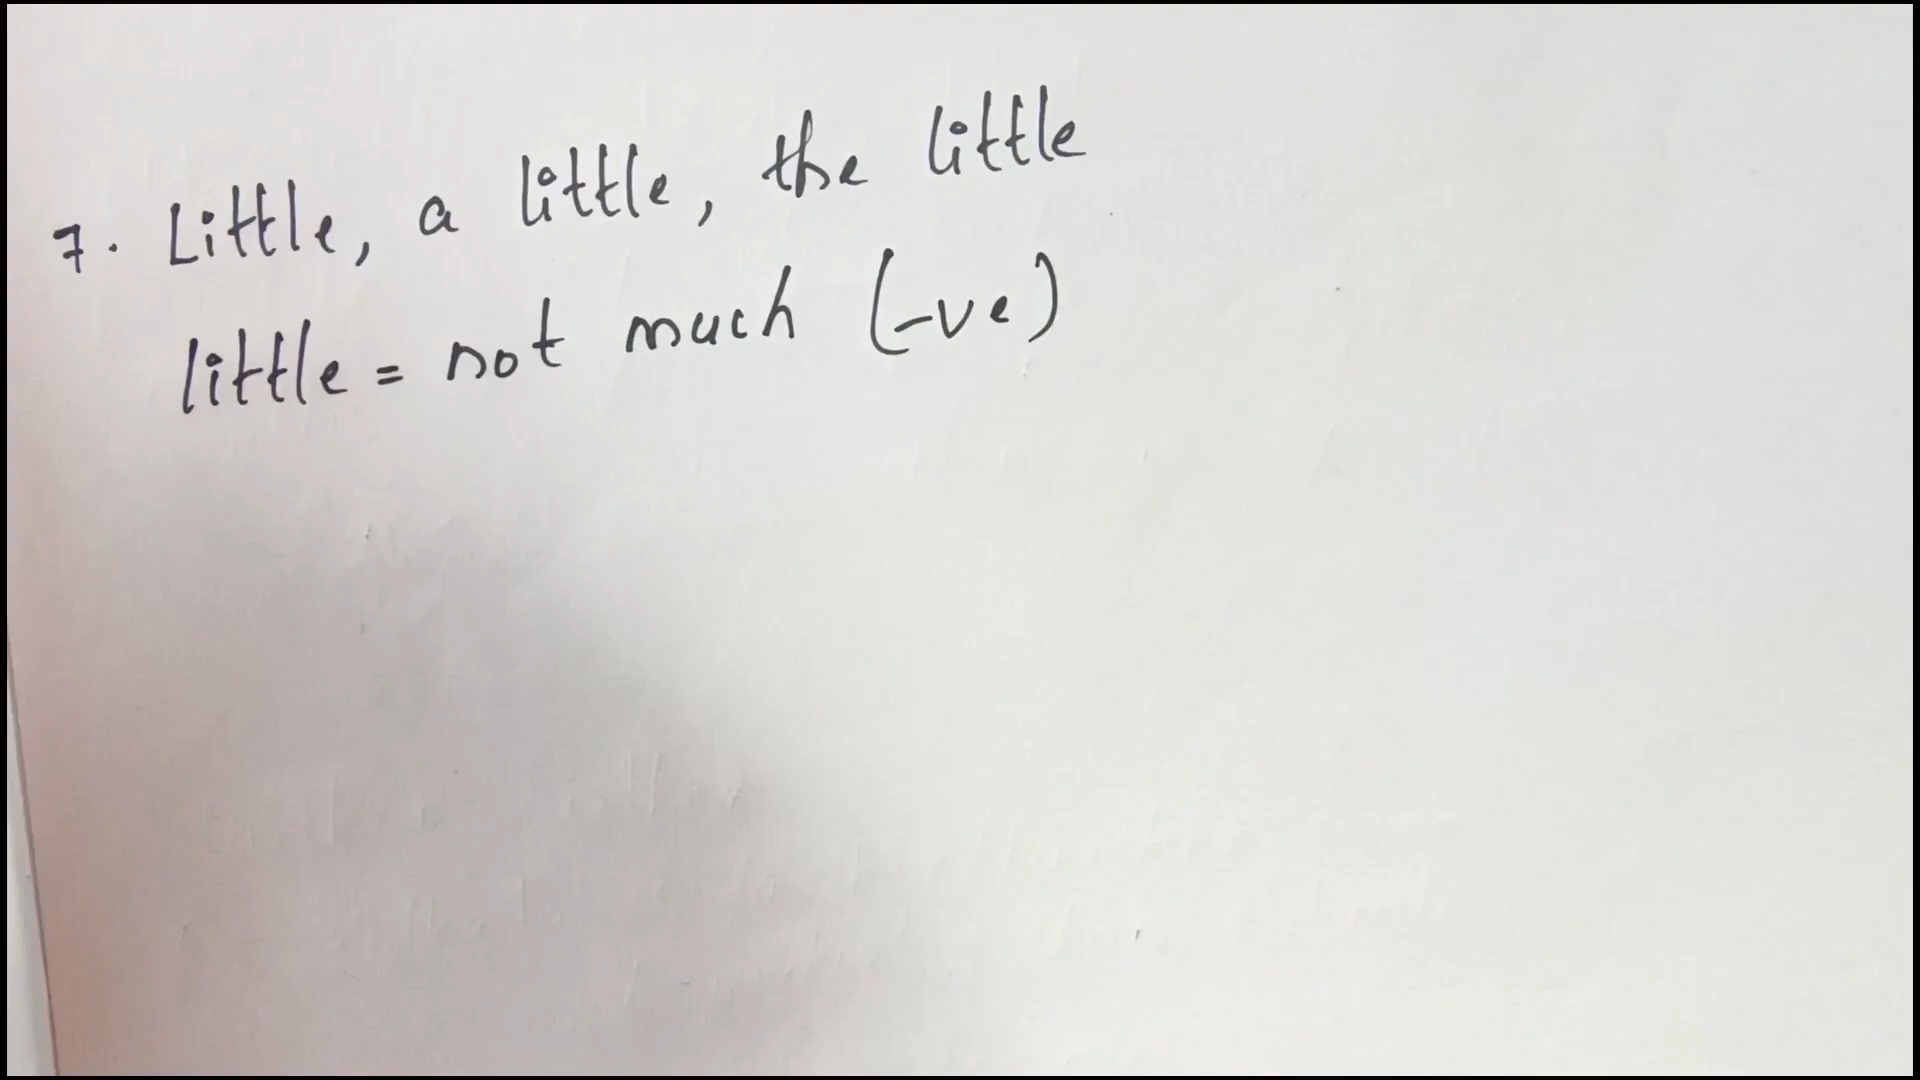 7. Little, a little, the little
little = not much (-ve)